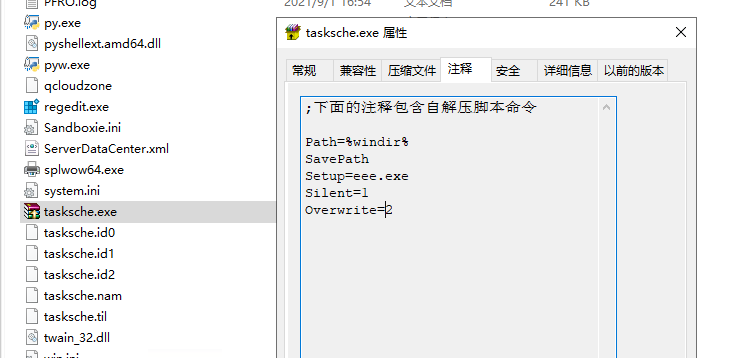 PFRO.log 2021/9/1 16:54 文本文档 241 KB
py.exe
pyshellext.amd64.dll
pyw.exe
qcloudzone
regedit.exe
Sandboxie.ini
ServerDataCenter.xml
splwow64.exe
system.ini
tasksche.exe
tasksche.id0
tasksche.id1
tasksche.id2
tasksche.nam
tasksche.til
twain_32.dll
win.ini
tasksche.exe 属性
常规 兼容性 压缩文件 注释 安全 详细信息 以前的版本
;下面的注释包含自解压脚本命令
Path=%windir%
SavePath
Setup=eee.exe
Silent=1
Overwrite=2